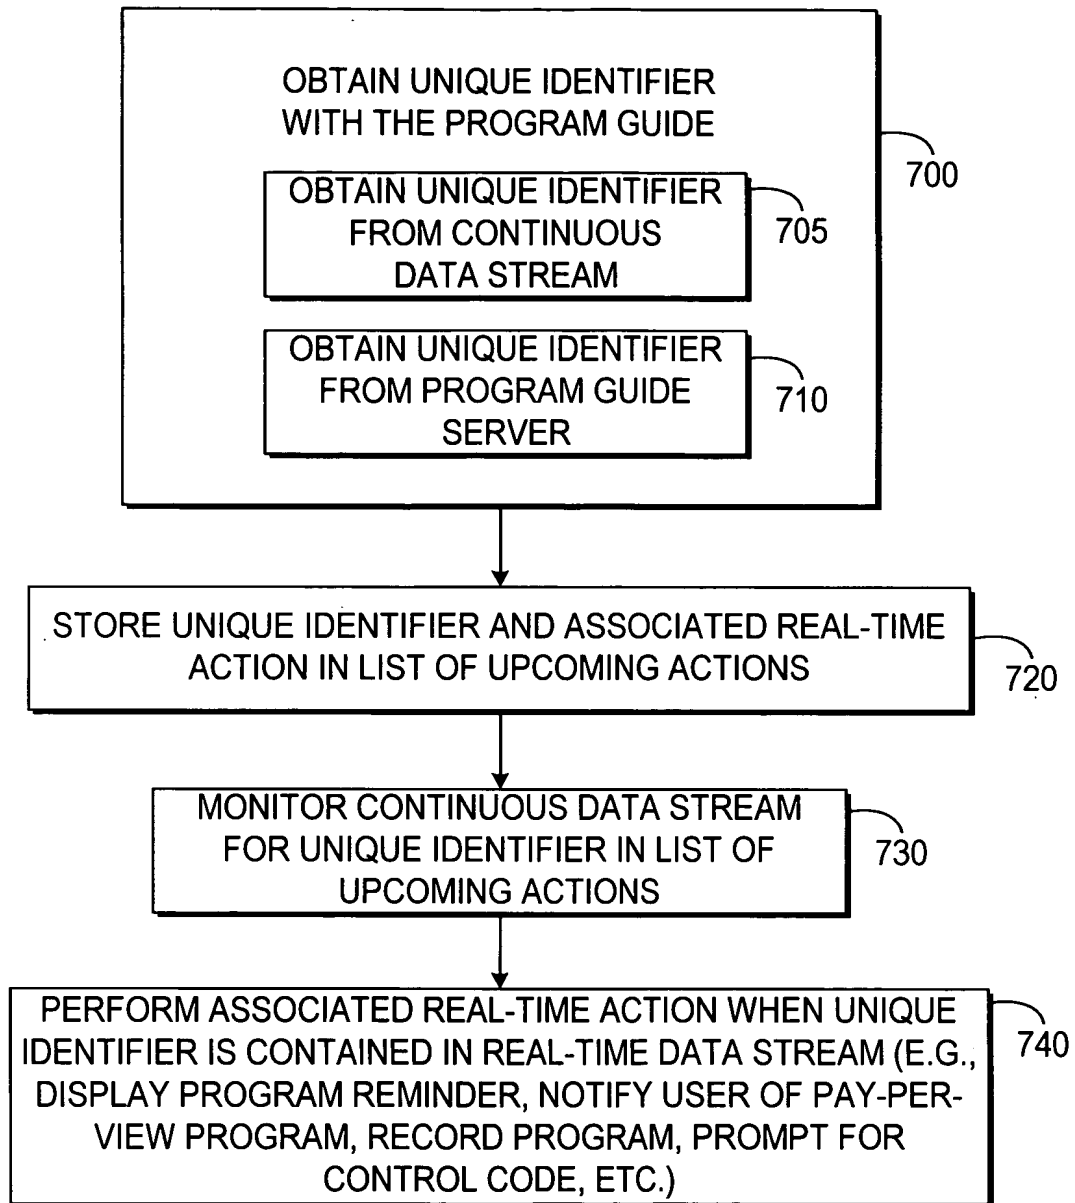 OBTAIN UNIQUE IDENTIFIER
WITH THE PROGRAM GUIDE
700
OBTAIN UNIQUE IDENTIFIER
FROM CONTINUOUS
DATA STREAM
705
OBTAIN UNIQUE IDENTIFIER
FROM PROGRAM GUIDE
SERVER
710
STORE UNIQUE IDENTIFIER AND ASSOCIATED REAL-TIME
ACTION IN LIST OF UPCOMING ACTIONS
720
MONITOR CONTINUOUS DATA STREAM
FOR UNIQUE IDENTIFIER IN LIST OF
UPCOMING ACTIONS
730
PERFORM ASSOCIATED REAL-TIME ACTION WHEN UNIQUE
IDENTIFIER IS CONTAINED IN REAL-TIME DATA STREAM (E.G.,
DISPLAY PROGRAM REMINDER, NOTIFY USER OF PAY-PER-
VIEW PROGRAM, RECORD PROGRAM, PROMPT FOR
CONTROL CODE, ETC.)
740